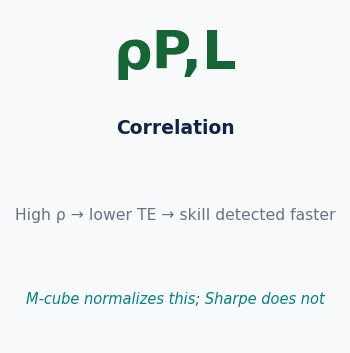 ρP,L
Correlation
High ρ → lower TE → skill detected faster
M-cube normalizes this; Sharpe does not